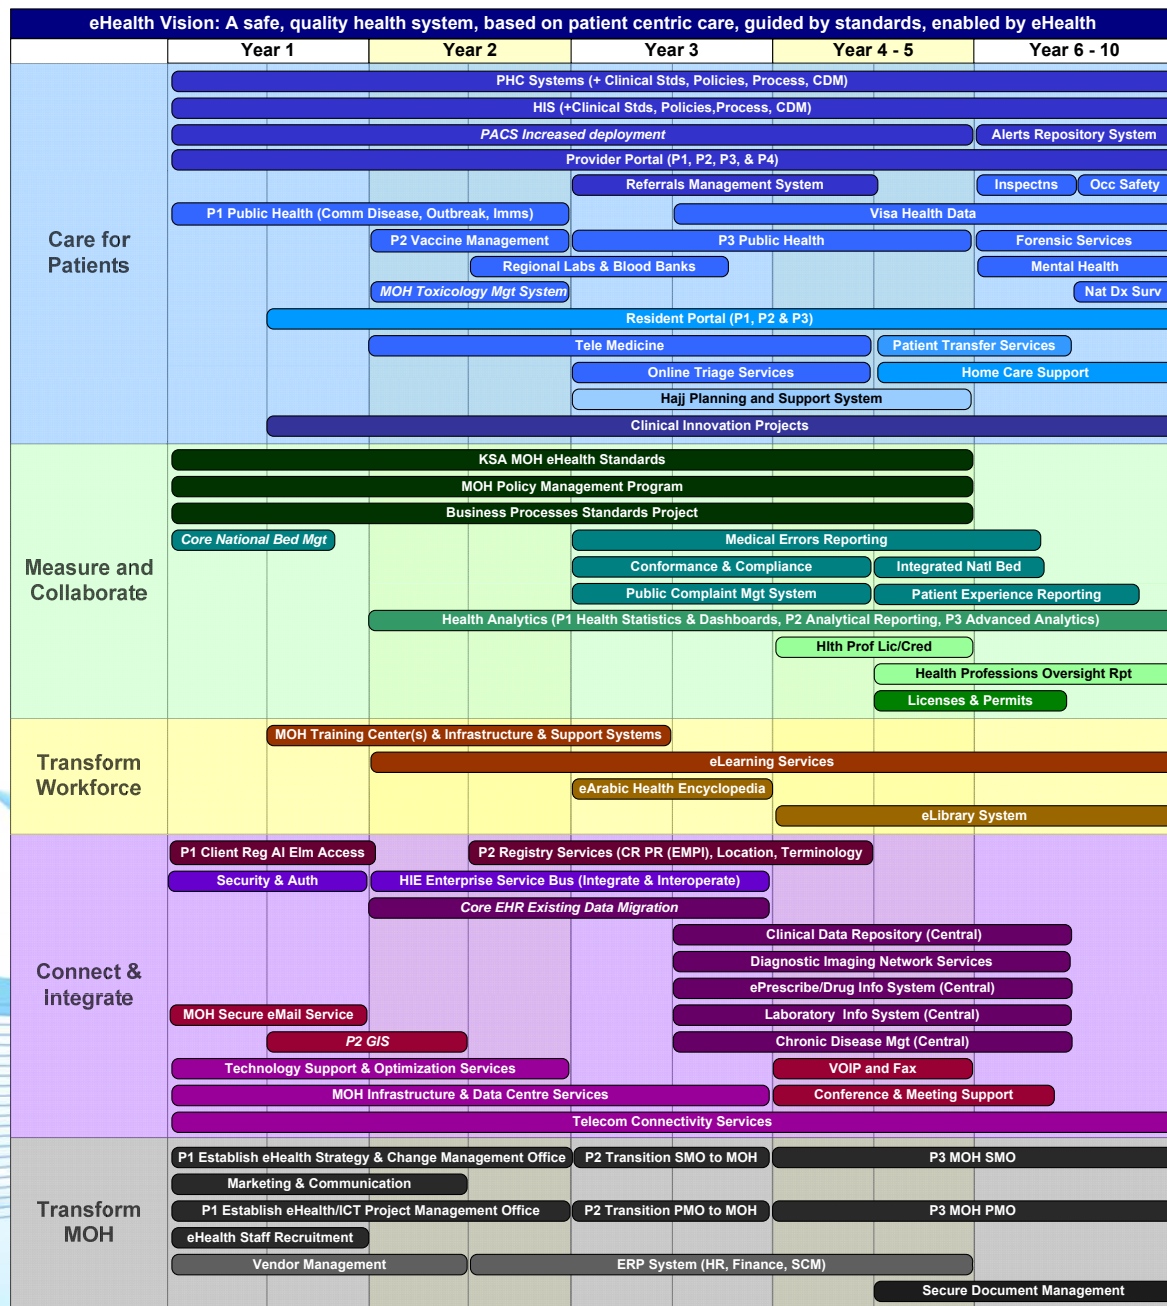 eHealth Vision: A safe, quality health system, based on patient centric care, guided by standards, enabled by eHealth
Year 1
Year 2
Year 3
Year 4 - 5
Year 6 - 10
Care for
Patients
PHC Systems (+ Clinical Stds, Policies, Process, CDM)
HIS (+Clinical Stds, Policies,Process, CDM)
PACS Increased deployment
Alerts Repository System
Provider Portal (P1, P2, P3, & P4)
Referrals Management System
Inspectns
Occ Safety
P1 Public Health (Comm Disease, Outbreak, Imms)
Visa Health Data
P2 Vaccine Management
P3 Public Health
Forensic Services
Regional Labs & Blood Banks
Mental Health
MOH Toxicology Mgt System
Nat Dx Surv
Resident Portal (P1, P2 & P3)
Tele Medicine
Patient Transfer Services
Online Triage Services
Home Care Support
Hajj Planning and Support System
Clinical Innovation Projects
Measure and
Collaborate
KSA MOH eHealth Standards
MOH Policy Management Program
Business Processes Standards Project
Core National Bed Mgt
Medical Errors Reporting
Conformance & Compliance
Integrated Natl Bed
Public Complaint Mgt System
Patient Experience Reporting
Health Analytics (P1 Health Statistics & Dashboards, P2 Analytical Reporting, P3 Advanced Analytics)
Hlth Prof Lic/Cred
Health Professions Oversight Rpt
Licenses & Permits
Transform
Workforce
MOH Training Center(s) & Infrastructure & Support Systems
eLearning Services
eArabic Health Encyclopedia
eLibrary System
Connect &
Integrate
P1 Client Reg Al Elm Access
P2 Registry Services (CR PR (EMPI), Location, Terminology
Security & Auth
HIE Enterprise Service Bus (Integrate & Interoperate)
Core EHR Existing Data Migration
Clinical Data Repository (Central)
Diagnostic Imaging Network Services
ePrescribe/Drug Info System (Central)
MOH Secure eMail Service
Laboratory  Info System (Central)
P2 GIS
Chronic Disease Mgt (Central)
Technology Support & Optimization Services
VOIP and Fax
MOH Infrastructure & Data Centre Services
Conference & Meeting Support
Telecom Connectivity Services
Transform
MOH
P1 Establish eHealth Strategy & Change Management Office
P2 Transition SMO to MOH
P3 MOH SMO
Marketing & Communication
P1 Establish eHealth/ICT Project Management Office
P2 Transition PMO to MOH
P3 MOH PMO
eHealth Staff Recruitment
Vendor Management
ERP System (HR, Finance, SCM)
Secure Document Management